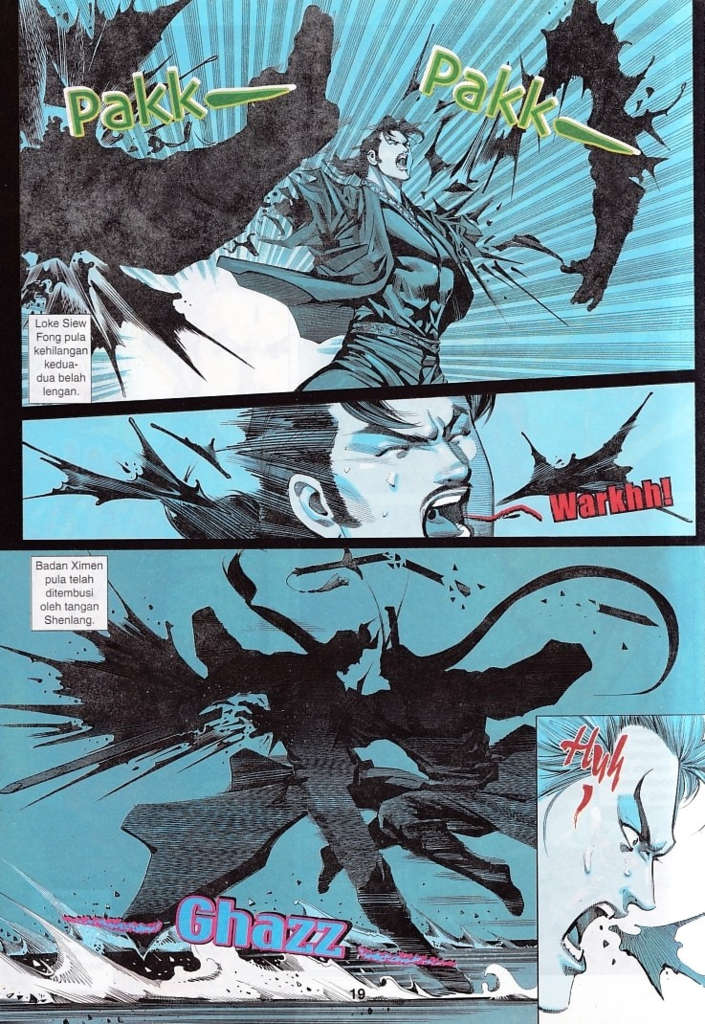 Pakk
Pakk
Loke Siew
Fong pula
kehilangan
kedua-
dua belah
lengan.
Warkhh!
Badan Ximen
pula telah
ditembusi
oleh tangan
Shenlang.
Huh
Ghazz
19